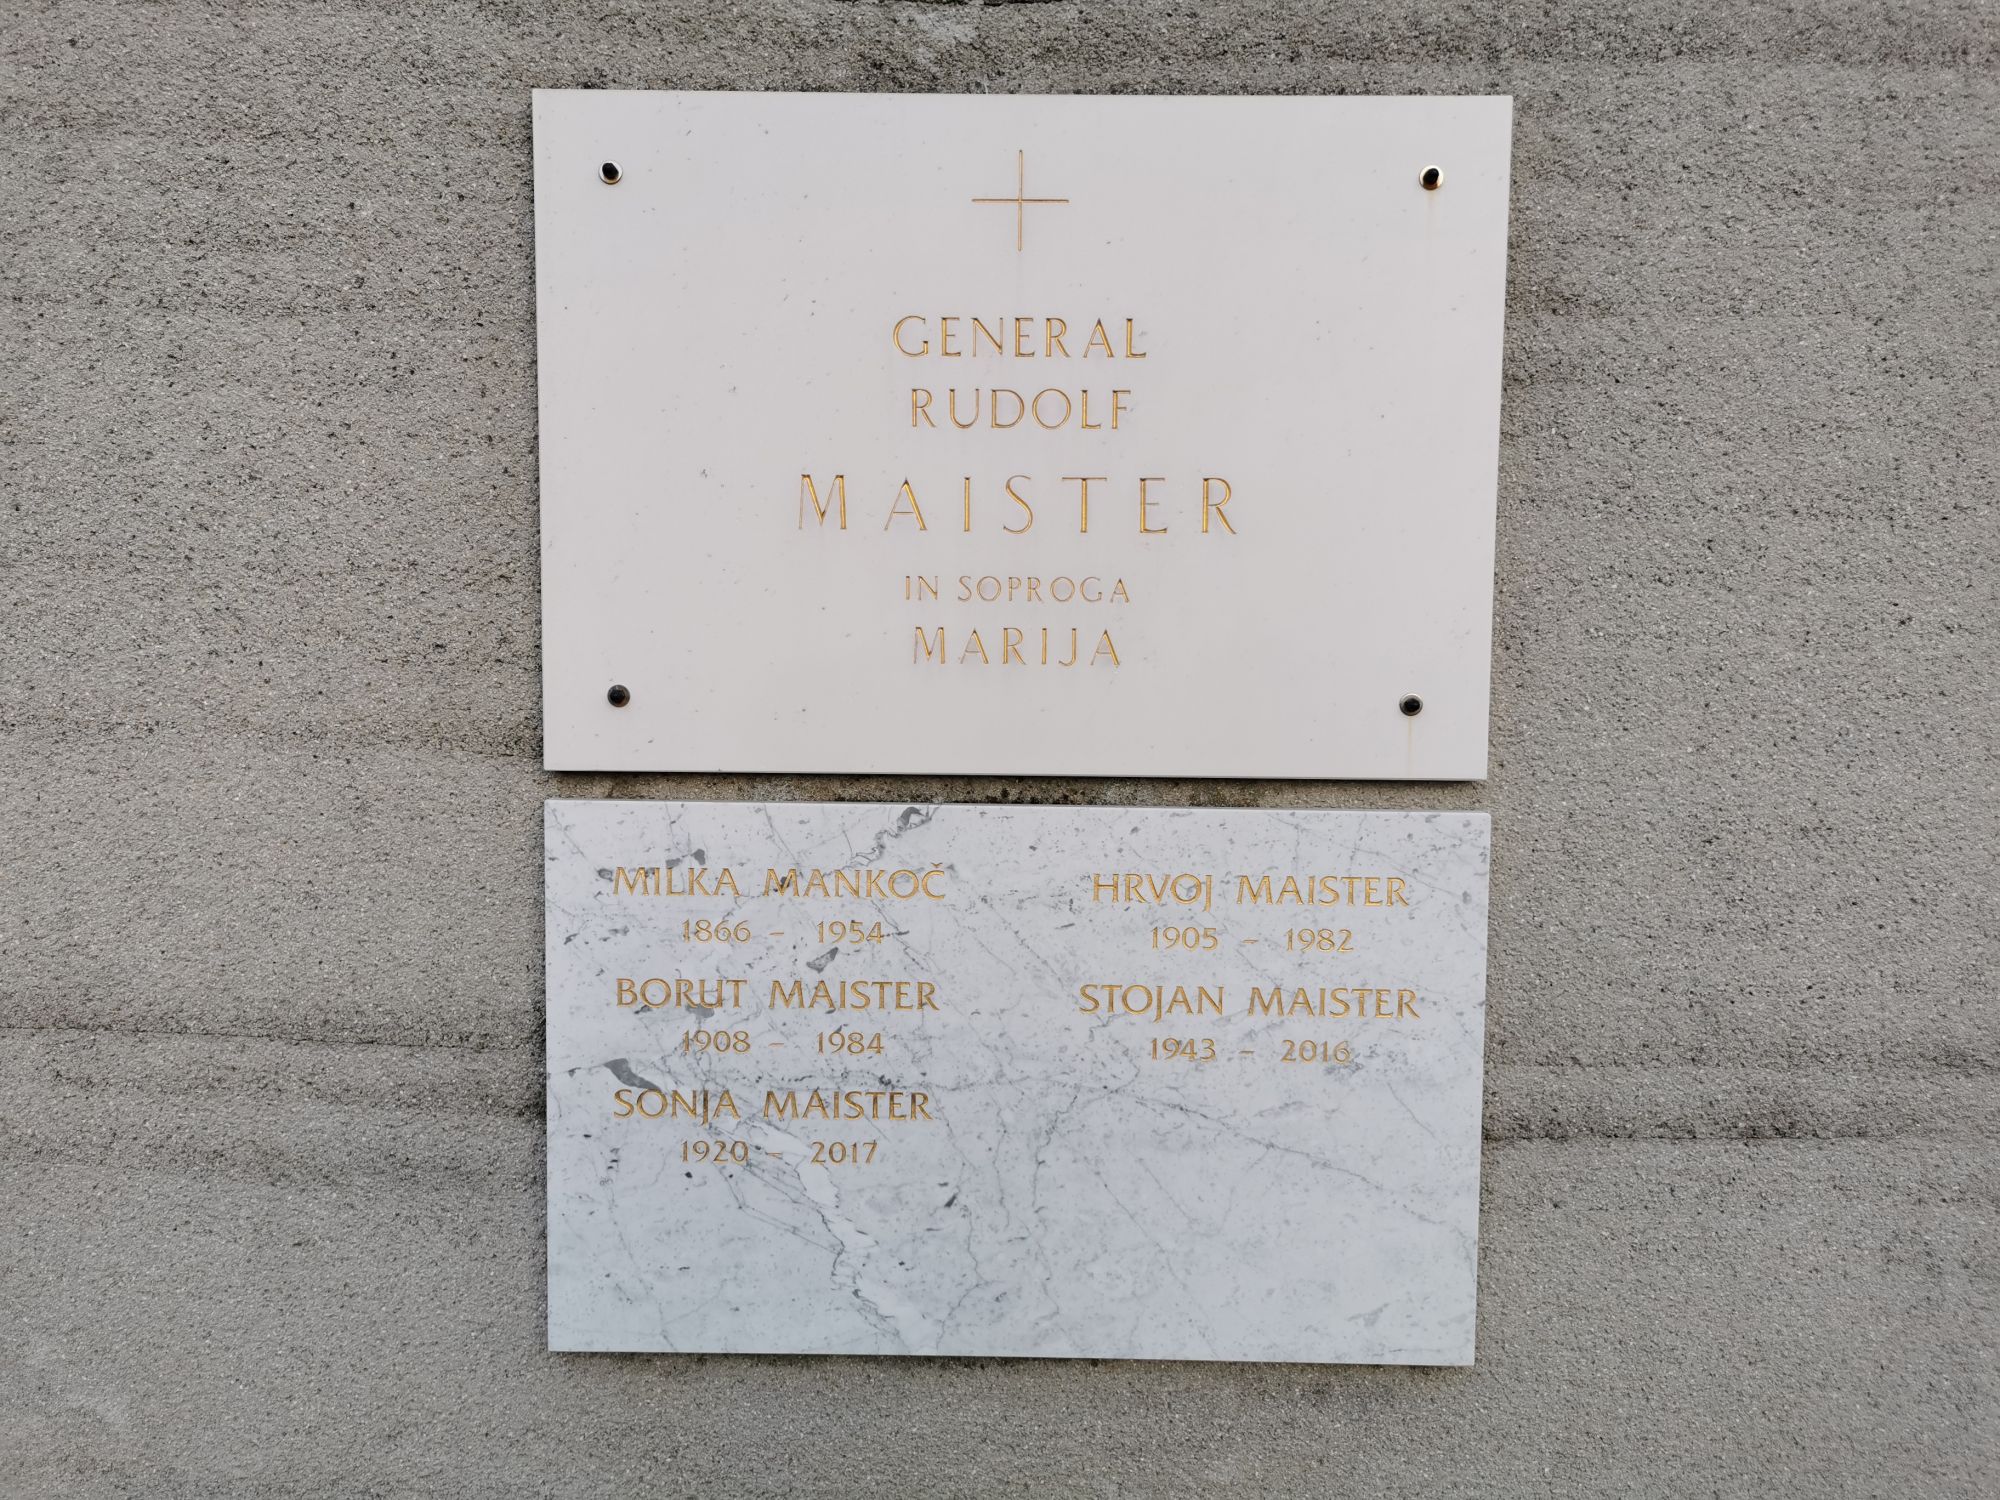 GENERAL
RUDOLF
MAISTER
IN SOPROGA
MARIJA
MILKA MANKOČ
1866 – 1954
BORUT MAISTER
1908 – 1984
SONJA MAISTER
1920 – 2017
HRVOJ MAISTER
1905 – 1982
STOJAN MAISTER
1943 – 2016